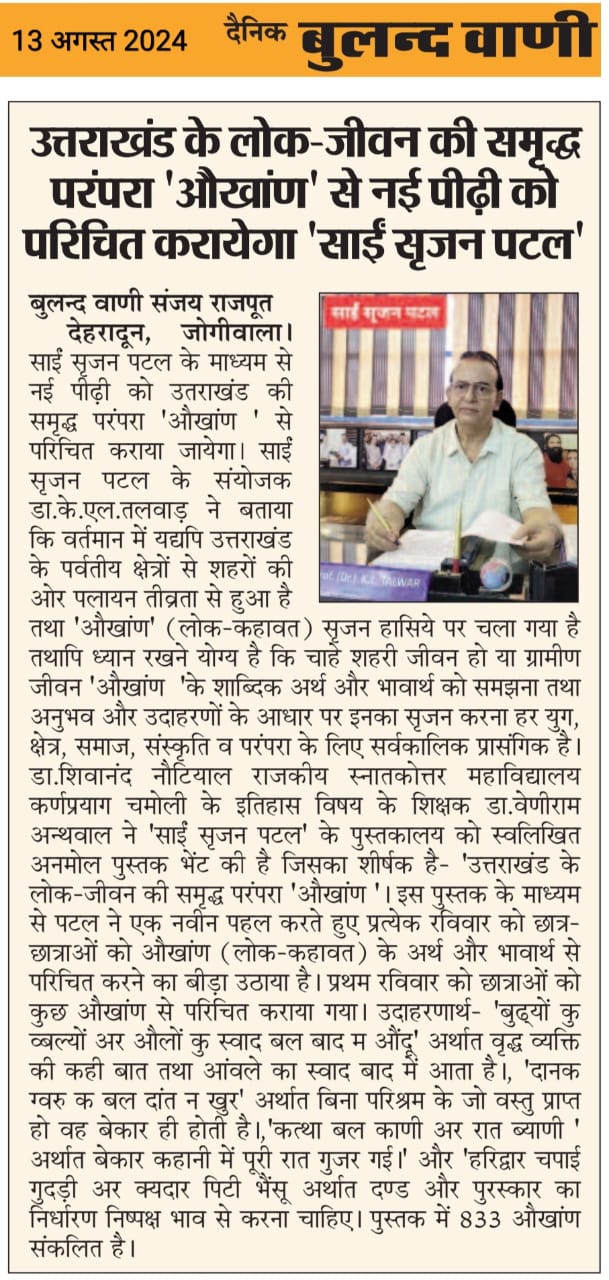 13 अगस्त 2024 दैनिक बुलन्द वाणी
उत्तराखंड के लोक-जीवन की समृद्ध
परंपरा 'औखांण' से नई पीढ़ी को
परिचित करायेगा 'साईं सृजन पटल'
बुलन्द वाणी संजय राजपूत
देहरादून, जोगीवाला।
साईं सृजन पटल के माध्यम से
नई पीढ़ी को उतराखंड की
समृद्ध परंपरा 'औखांण ' से
परिचित कराया जायेगा। साईं
सृजन पटल के संयोजक
डा.के.एल.तलवाड़ ने बताया
कि वर्तमान में यद्यपि उत्तराखंड
के पर्वतीय क्षेत्रों से शहरों की
ओर पलायन तीव्रता से हुआ है
साईं सृजन पटल
Prof. (Dr.) K.L. TALWAR
तथा 'औखांण' (लोक-कहावत) सृजन हासिये पर चला गया है
तथापि ध्यान रखने योग्य है कि चाहे शहरी जीवन हो या ग्रामीण
जीवन 'औखांण 'के शाब्दिक अर्थ और भावार्थ को समझना तथा
अनुभव और उदाहरणों के आधार पर इनका सृजन करना हर युग,
क्षेत्र, समाज, संस्कृति व परंपरा के लिए सर्वकालिक प्रासंगिक है।
डा.शिवानंद नौटियाल राजकीय स्नातकोत्तर महाविद्यालय
कर्णप्रयाग चमोली के इतिहास विषय के शिक्षक डा.वेणीराम
अन्थवाल ने 'साईं सृजन पटल' के पुस्तकालय को स्वलिखित
अनमोल पुस्तक भेंट की है जिसका शीर्षक है- 'उत्तराखंड के
लोक-जीवन की समृद्ध परंपरा 'औखांण '। इस पुस्तक के माध्यम
से पटल ने एक नवीन पहल करते हुए प्रत्येक रविवार को छात्र-
छात्राओं को औखांण (लोक-कहावत) के अर्थ और भावार्थ से
परिचित करने का बीड़ा उठाया है। प्रथम रविवार को छात्राओं को
कुछ औखांण से परिचित कराया गया। उदाहरणार्थ- 'बुढ्यों कु
ब्बल्यों अर औलों कु स्वाद बल बाद म औंदू' अर्थात वृद्ध व्यक्ति
की कही बात तथा आंवले का स्वाद बाद में आता है।, 'दानक
ग्वरु क बल दांत न खुर' अर्थात बिना परिश्रम के जो वस्तु प्राप्त
हो वह बेकार ही होती है।,'कत्था बल काणी अर रात ब्याणी '
अर्थात बेकार कहानी में पूरी रात गुजर गई।' और 'हरिद्वार चपाई
गुदड़ी अर क्यदार पिटी भैंसू अर्थात दण्ड और पुरस्कार का
निर्धारण निष्पक्ष भाव से करना चाहिए। पुस्तक में 833 औखांण
संकलित है।